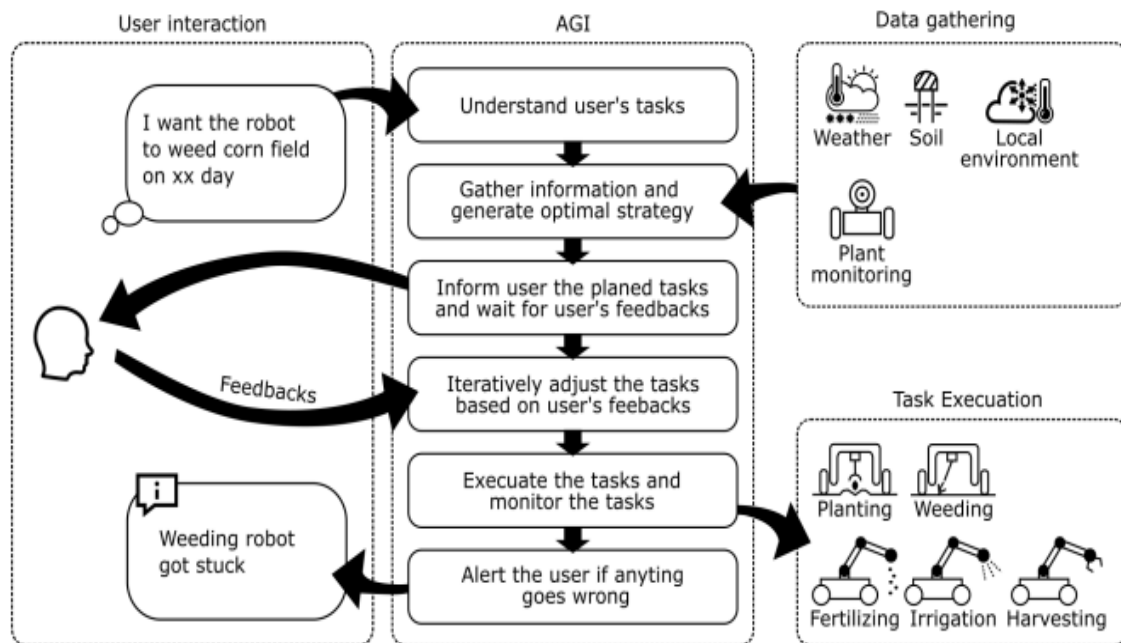 User interaction
AGI
Data gathering
I want the robot
to weed corn field
on xx day
Understand user's tasks
Gather information and
generate optimal strategy
Inform user the planed tasks
and wait for user's feedbacks
Feedbacks
Iteratively adjust the tasks
based on user's feebacks
Execuate the tasks and
monitor the tasks
Alert the user if anyting
goes wrong
Weeding robot
got stuck
Weather
Soil
Local
environment
Plant
monitoring
Task Execuation
Planting
Weeding
Fertilizing
Irrigation
Harvesting